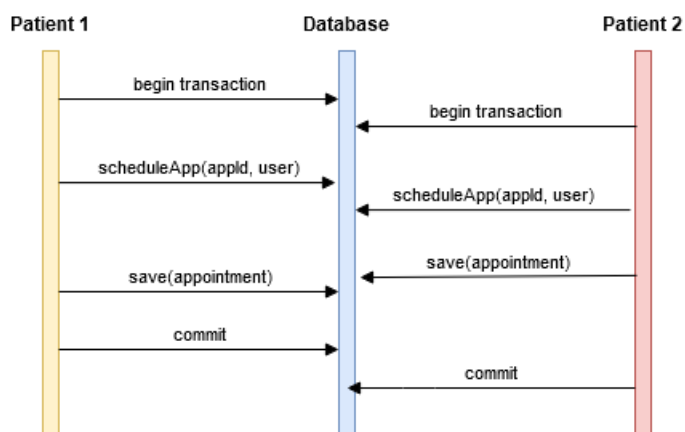 Patient 1
Database
Patient 2
begin transaction
begin transaction
scheduleApp(appId, user)
scheduleApp(appId, user)
save(appointment)
save(appointment)
commit
commit